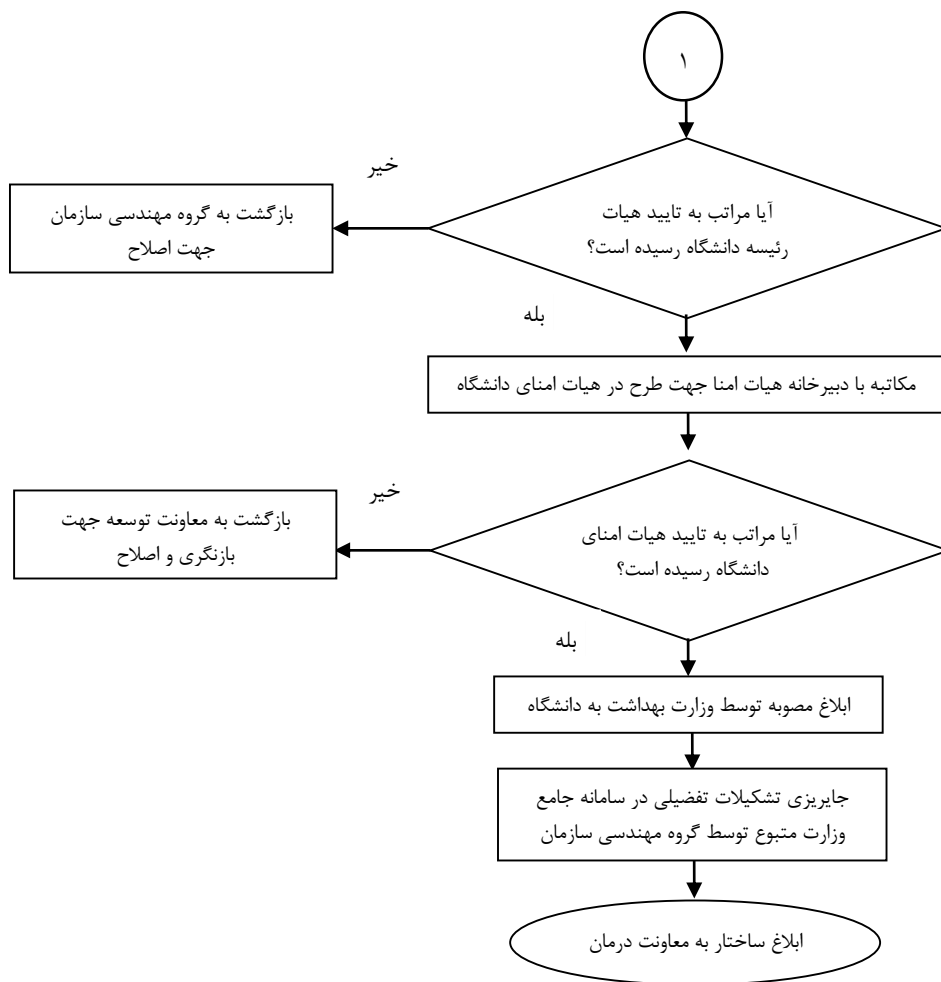 ۱
خیر
آیا مراتب به تایید هیات
رئیسه دانشگاه رسیده است؟
بازگشت به گروه مهندسی سازمان
جهت اصلاح
بله
مکاتبه با دبیرخانه هیات امنا جهت طرح در هیات امنای دانشگاه
خیر
آیا مراتب به تایید هیات امنای
دانشگاه رسیده است؟
بازگشت به معاونت توسعه جهت
بازنگری و اصلاح
بله
ابلاغ مصوبه توسط وزارت بهداشت به دانشگاه
جایریزی تشکیلات تفضیلی در سامانه جامع
وزارت متبوع توسط گروه مهندسی سازمان
ابلاغ ساختار به معاونت درمان